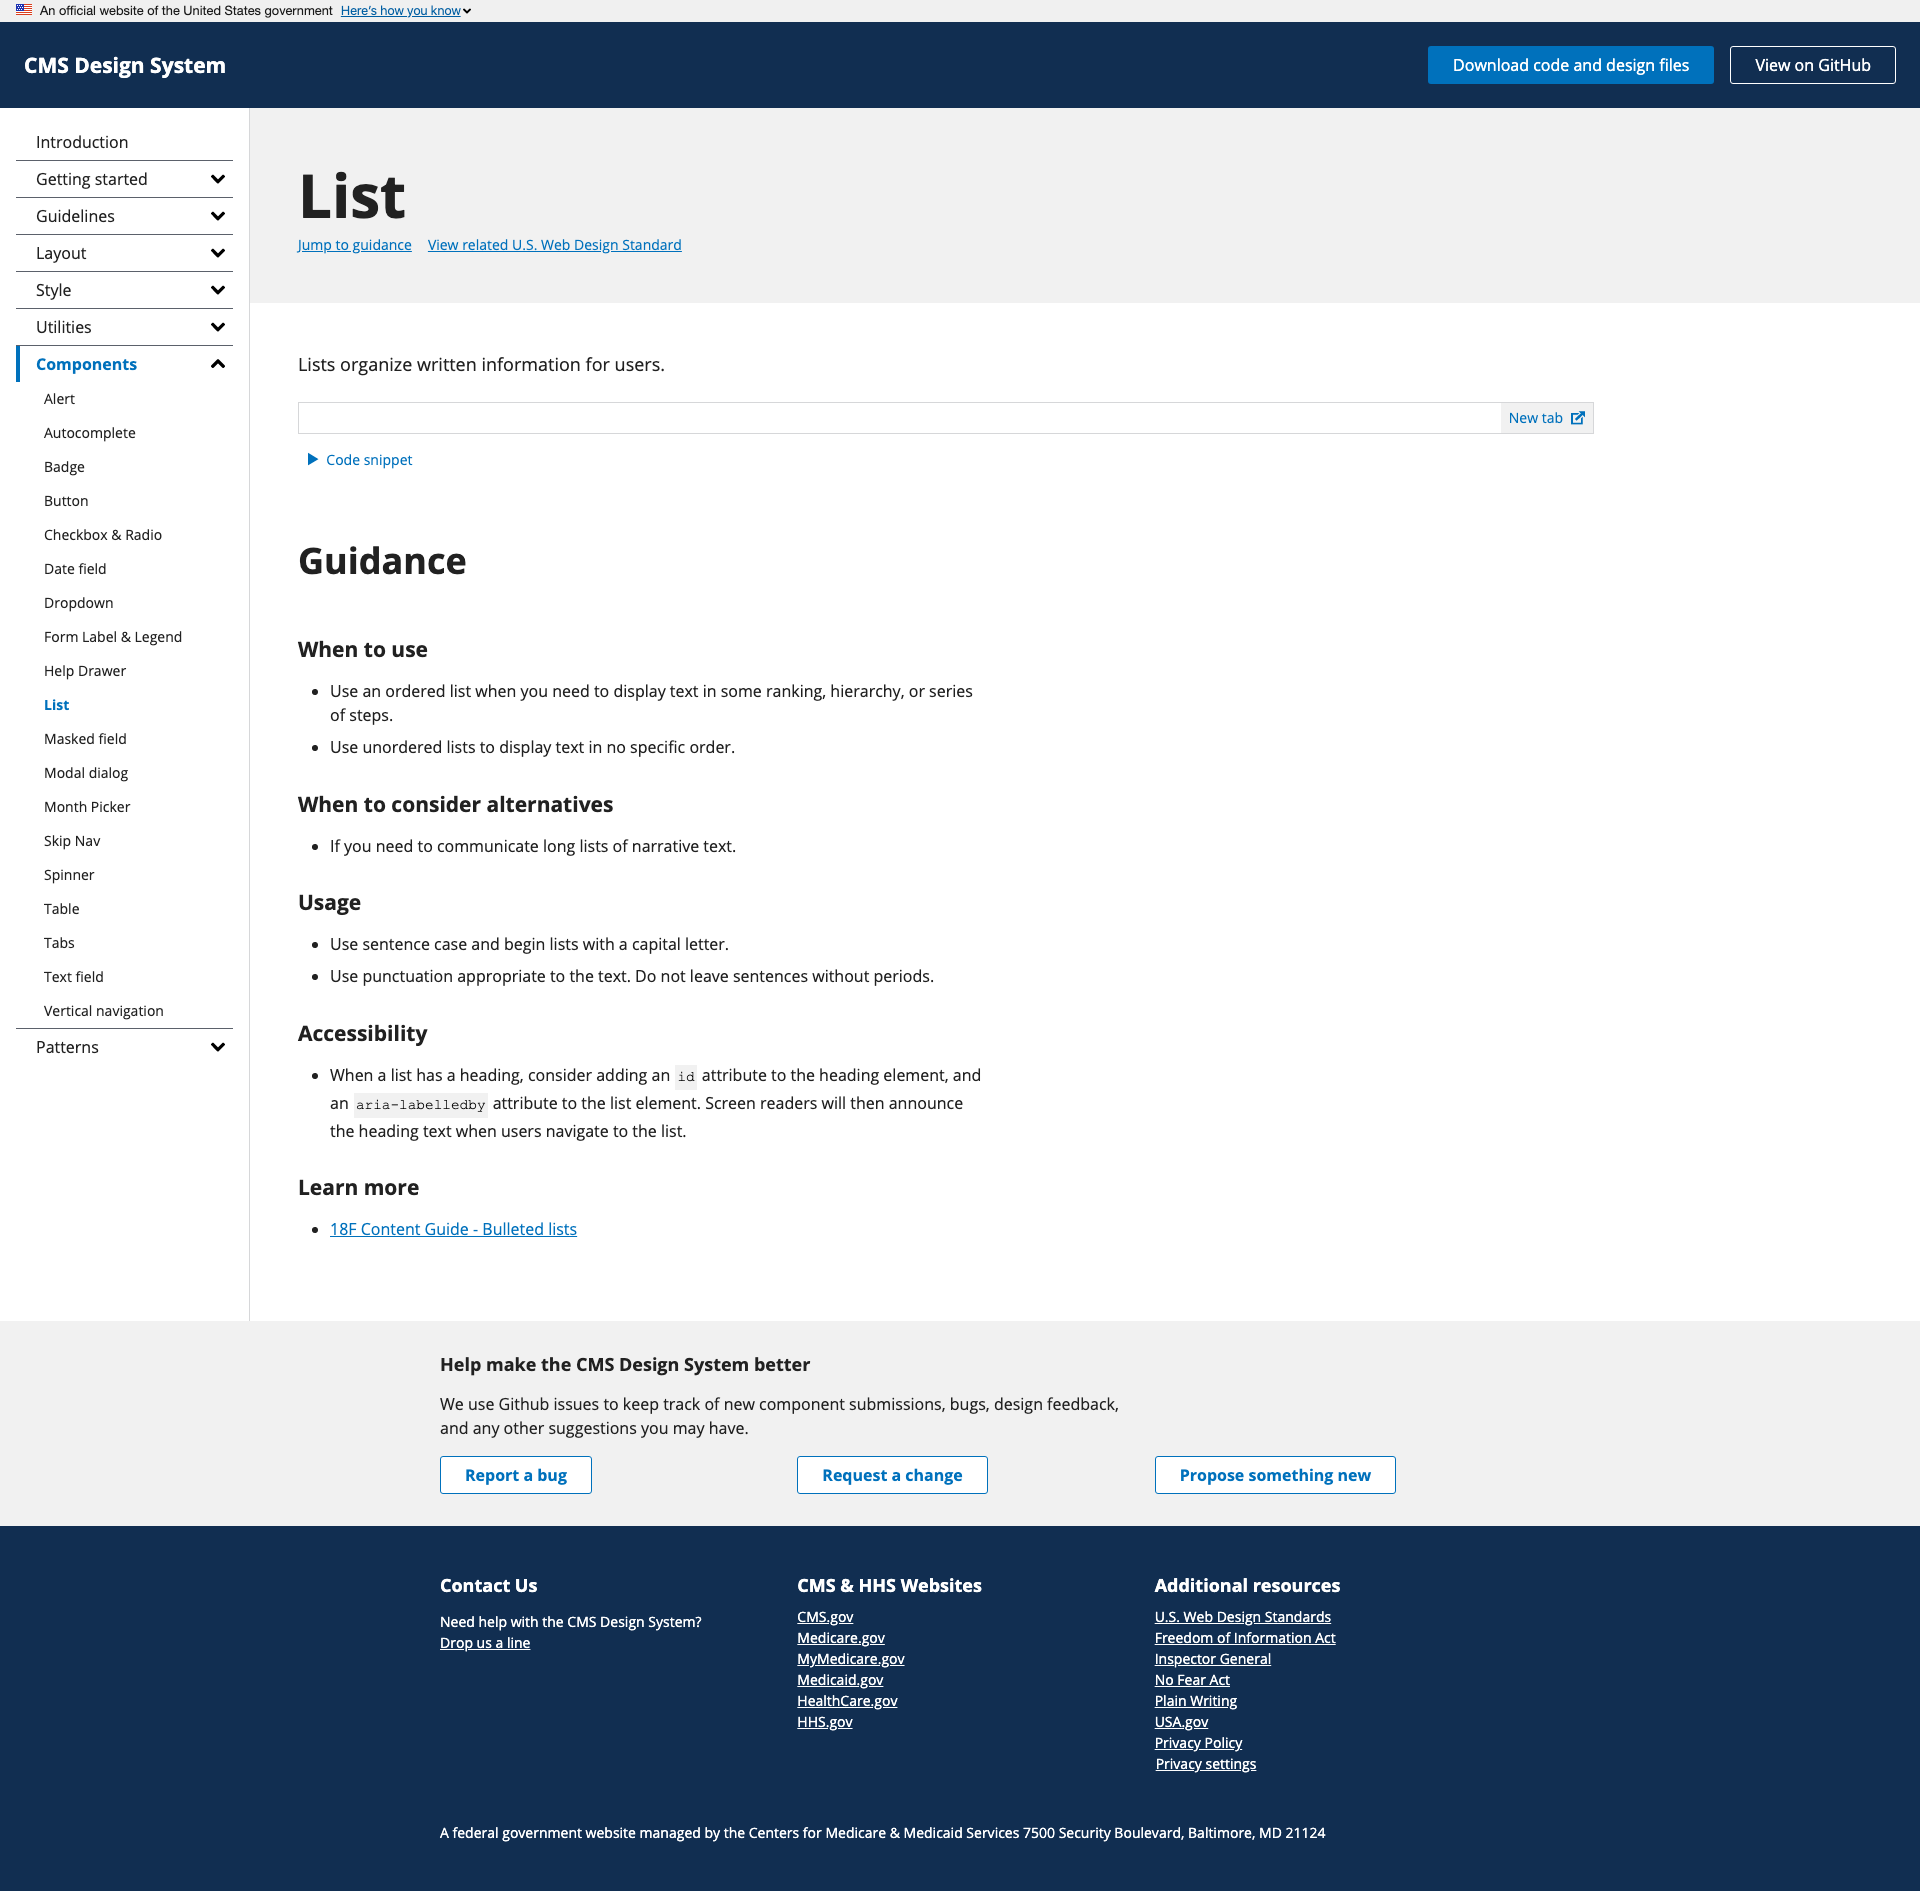 An official website of the United States government Here's how you know
CMS Design System
Download code and design files
View on GitHub
Introduction
Getting started
Guidelines
Layout
Style
Utilities
Components
Alert
Autocomplete
Badge
Button
Checkbox & Radio
Date field
Dropdown
Form Label & Legend
Help Drawer
List
Masked field
Modal dialog
Month Picker
Skip Nav
Spinner
Table
Tabs
Text field
Vertical navigation
Patterns
List
Jump to guidance View related U.S. Web Design Standard
Lists organize written information for users.
New tab
Code snippet
Guidance
When to use
Use an ordered list when you need to display text in some ranking, hierarchy, or series
of steps.
Use unordered lists to display text in no specific order.
When to consider alternatives
If you need to communicate long lists of narrative text.
Usage
Use sentence case and begin lists with a capital letter.
Use punctuation appropriate to the text. Do not leave sentences without periods.
Accessibility
When a list has a heading, consider adding an id attribute to the heading element, and
an aria-labelledby attribute to the list element. Screen readers will then announce
the heading text when users navigate to the list.
Learn more
18F Content Guide - Bulleted lists
Help make the CMS Design System better
We use Github issues to keep track of new component submissions, bugs, design feedback,
and any other suggestions you may have.
Report a bug
Request a change
Propose something new
Contact Us
Need help with the CMS Design System?
Drop us a line
CMS & HHS Websites
CMS.gov
Medicare.gov
MyMedicare.gov
Medicaid.gov
HealthCare.gov
HHS.gov
Additional resources
U.S. Web Design Standards
Freedom of Information Act
Inspector General
No Fear Act
Plain Writing
USA.gov
Privacy Policy
Privacy settings
A federal government website managed by the Centers for Medicare & Medicaid Services 7500 Security Boulevard, Baltimore, MD 21124